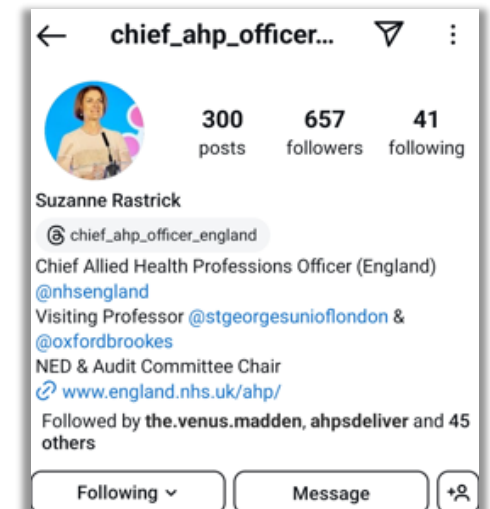 chief_ahp_officer...
300 657 41
posts followers following
Suzanne Rastrick
chief_ahp_officer_england
Chief Allied Health Professions Officer (England)
@nhsengland
Visiting Professor @stgeorgesunioflondon &
@oxfordbrookes
NED & Audit Committee Chair
www.england.nhs.uk/ahp/
Followed by the.venus.madden, ahpsdeliver and 45
others
Following Message